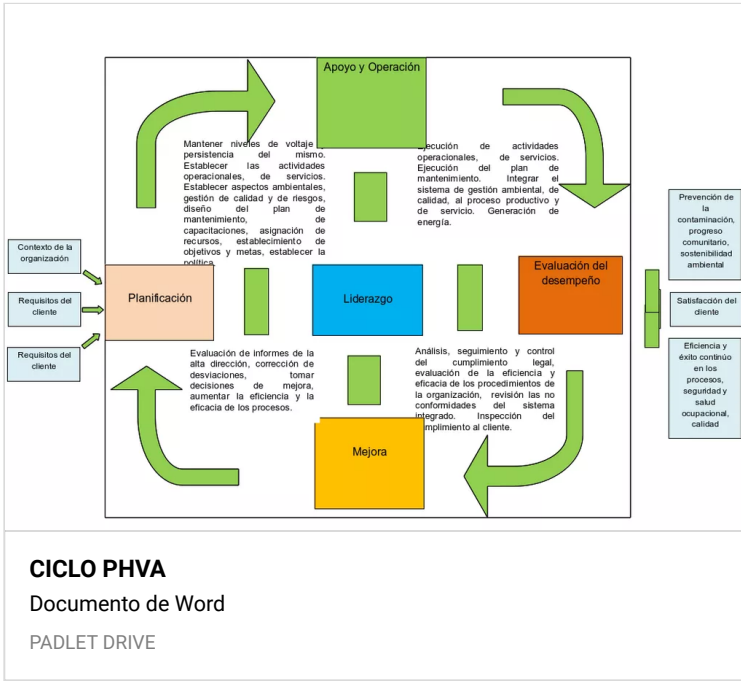 Apoyo y Operación
Mantener niveles de voltaje
persistencia del mismo.
Establecer las actividades
operacionales, de servicios.
Establecer aspectos ambientales,
gestión de calidad y de riesgos,
diseño del plan de
mantenimiento, de
capacitaciones, asignación de
recursos, establecimiento de
objetivos y metas, establecer la
política.
Ejecución de actividades
operacionales, de servicios.
Ejecución del plan de
mantenimiento. Integrar el
sistema de gestión ambiental, de
calidad, al proceso productivo y
de servicio. Generación de
energía.
Contexto de la
organización
Requisitos del
cliente
Requisitos del
cliente
Planificación
Liderazgo
Evaluación del
desempeño
Prevención de
la
contaminación,
progreso
comunitario,
sostenibilidad
ambiental
Satisfacción del
cliente
Eficiencia y
éxito continúo
en los
procesos,
seguridad y
salud
ocupacional,
calidad
Evaluación de informes de la
alta dirección, corrección de
desviaciones, tomar
decisiones de mejora,
aumentar la eficiencia y la
eficacia de los procesos.
Análisis, seguimiento y control
del cumplimiento legal,
evaluación de la eficiencia y
eficacia de los procedimientos de
la organización, revisión las no
conformidades del sistema
integrado. Inspección del
cumplimiento al cliente.
Mejora
CICLO PHVA
Documento de Word
PADLET DRIVE